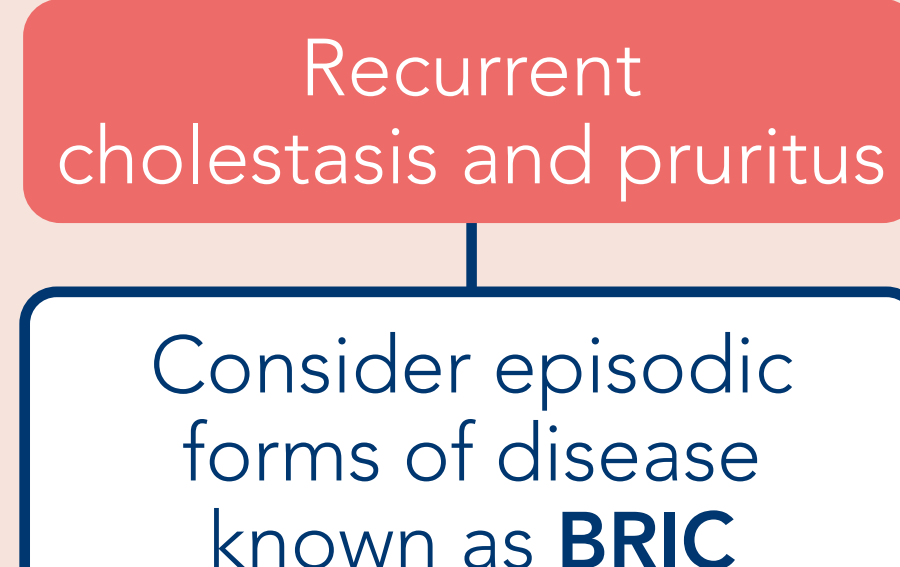 Recurrent
cholestasis and pruritus
Consider episodic
forms of disease
known as BRIC